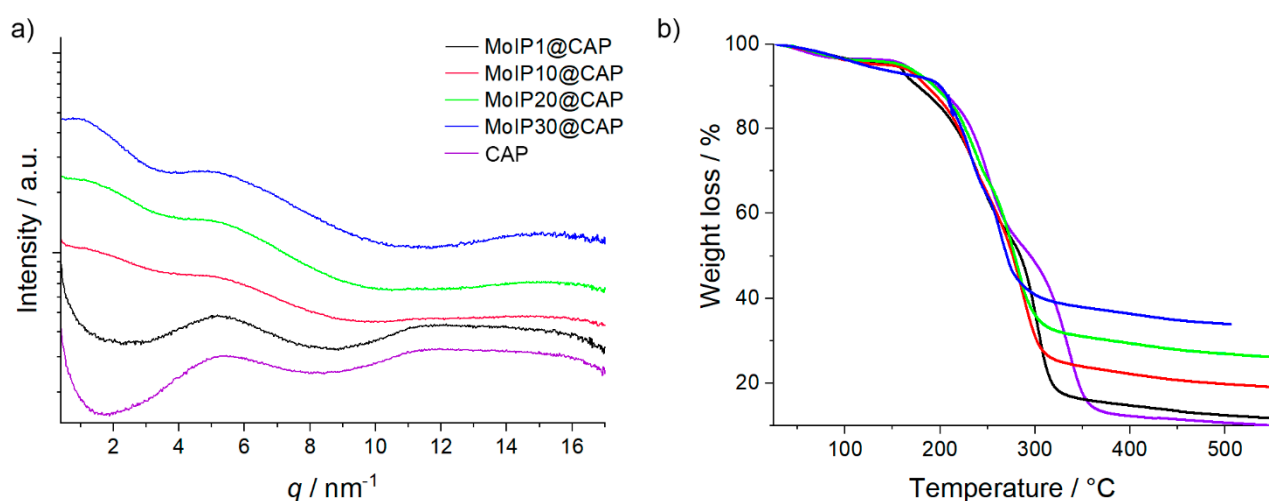 a)
Intensity / a.u.
MoIP1@CAP
MoIP10@CAP
MoIP20@CAP
MoIP30@CAP
CAP
2 4 6 8 10 12 14 16
q / nm⁻¹
b)
Weight loss / %
100
80
60
40
20
100 200 300 400 500
Temperature / °C